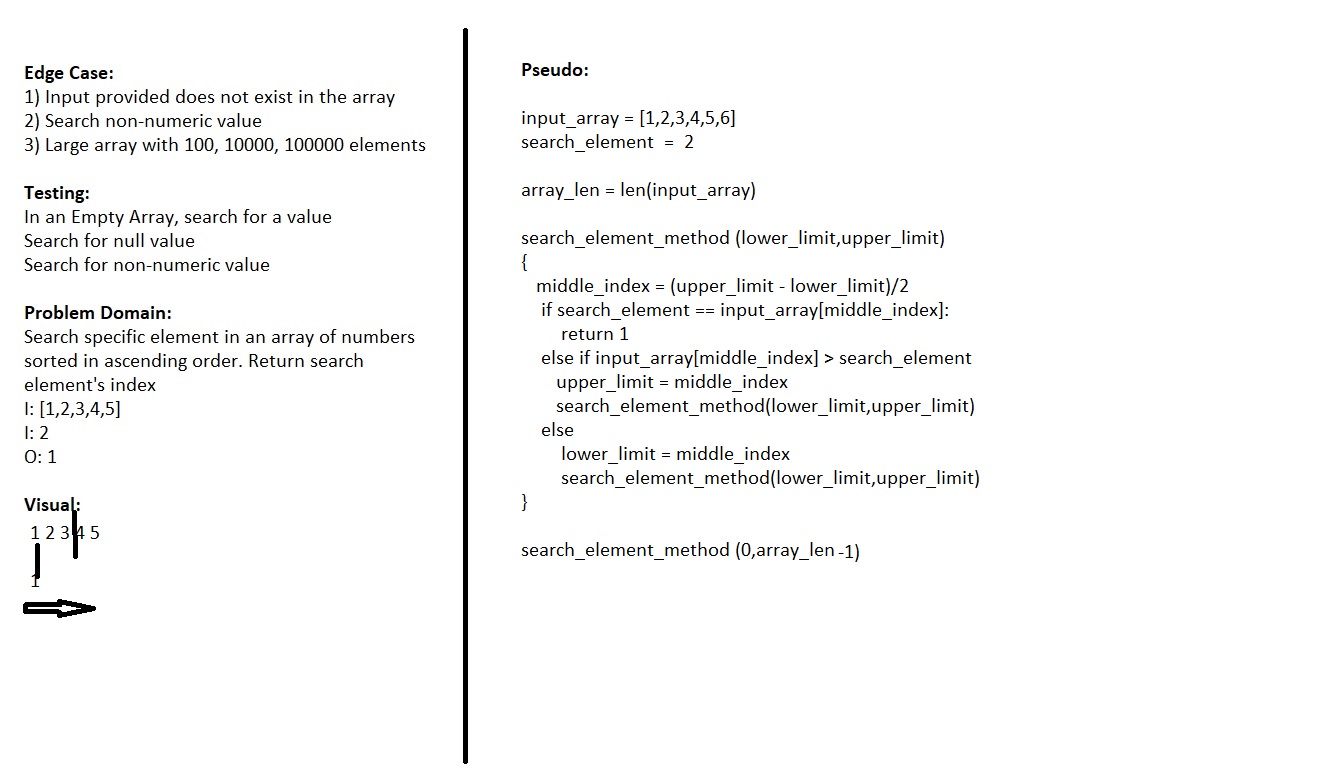 Edge Case:
1) Input provided does not exist in the array
2) Search non-numeric value
3) Large array with 100, 10000, 100000 elements
Testing:
In an Empty Array, search for a value
Search for null value
Search for non-numeric value
Problem Domain:
Search specific element in an array of numbers
sorted in ascending order. Return search
element's index
I: [1,2,3,4,5]
I: 2
O: 1
Visual:
1 2 3 4 5
1
Pseudo:
input_array = [1,2,3,4,5,6]
search_element = 2
array_len = len(input_array)
search_element_method (lower_limit,upper_limit)
{
middle_index = (upper_limit - lower_limit)/2
if search_element == input_array[middle_index]:
return 1
else if input_array[middle_index] > search_element
upper_limit = middle_index
search_element_method(lower_limit,upper_limit)
else
lower_limit = middle_index
search_element_method(lower_limit,upper_limit)
}
search_element_method (0,array_len -1)